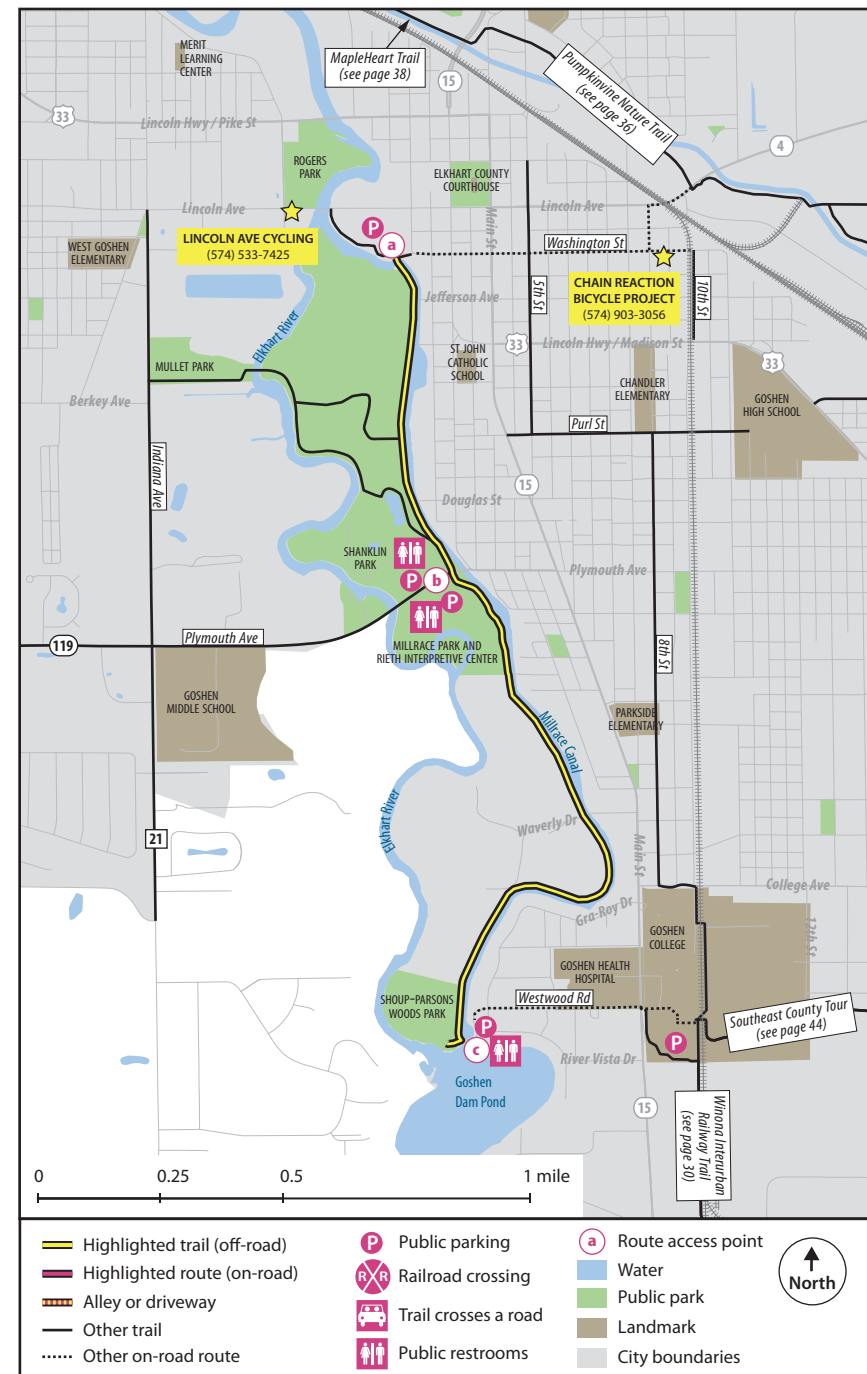 MERIT
LEARNING
CENTER
MapleHeart Trail
(see page 38)
15
Pumpkinvine Nature Trail
(see page 36)
33
Lincoln Hwy / Pike St
4
ROGERS
PARK
ELKHART COUNTY
COURTHOUSE
Main St
Lincoln Ave
Lincoln Ave
P
a
WEST GOSHEN
ELEMENTARY
LINCOLN AVE CYCLING
(574) 533-7425
Washington St
CHAIN REACTION
BICYCLE PROJECT
(574) 903-3056
5th St
10th St
Jefferson Ave
Elkhart River
33
Lincoln Hwy / Madison St
33
ST JOHN
CATHOLIC
SCHOOL
MULLET PARK
CHANDLER
ELEMENTARY
GOSHEN
HIGH SCHOOL
Berkey Ave
Purl St
Indiana Ave
15
Douglas St
SHANKLIN
PARK
P
b
P
Plymouth Ave
119
Plymouth Ave
MILLRACE PARK AND
RIETH INTERPRETIVE CENTER
8th St
GOSHEN
MIDDLE SCHOOL
PARKSIDE
ELEMENTARY
Millrace Canal
Elkhart River
21
Waverly Dr
Main St
College Ave
Gra-Roy Dr
12th St
GOSHEN
COLLEGE
GOSHEN HEALTH
HOSPITAL
SHOUP–PARSONS
WOODS PARK
Westwood Rd
Southeast County Tour
(see page 44)
P
c
P
River Vista Dr
Goshen
Dam Pond
15
Winona Interurban
Railway Trail
(see page 30)
0
0.25
0.5
1 mile
Highlighted trail (off-road)
Highlighted route (on-road)
Alley or driveway
Other trail
Other on-road route
P
Public parking
R
R
Railroad crossing
Trail crosses a road
Public restrooms
a
Route access point
Water
Public park
Landmark
City boundaries
North